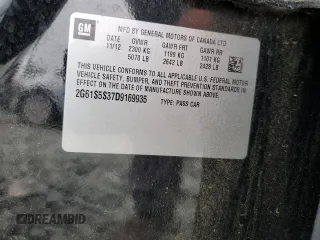 GM
MFD BY GENERAL MOTORS OF CANADA LTD
DATE GVWR GAWR FRT GAWR RR
11/12 2300 KG 1199 KG 1101 KG
5070 LB 2642 LB 2428 LB
THIS VEHICLE CONFORMS TO ALL APPLICABLE U.S. FEDERAL MOTOR VEHICLE
SAFETY, BUMPER, AND THEFT PREVENTION STANDARDS IN EFFECT
ON THE DATE OF MANUFACTURE SHOWN ABOVE.
2G61S5S37D9169935 TYPE: PASS CAR
DREAMBID